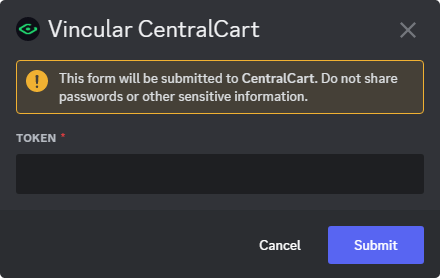 Vincular CentralCart
This form will be submitted to CentralCart. Do not share
passwords or other sensitive information.
TOKEN *
Cancel
Submit